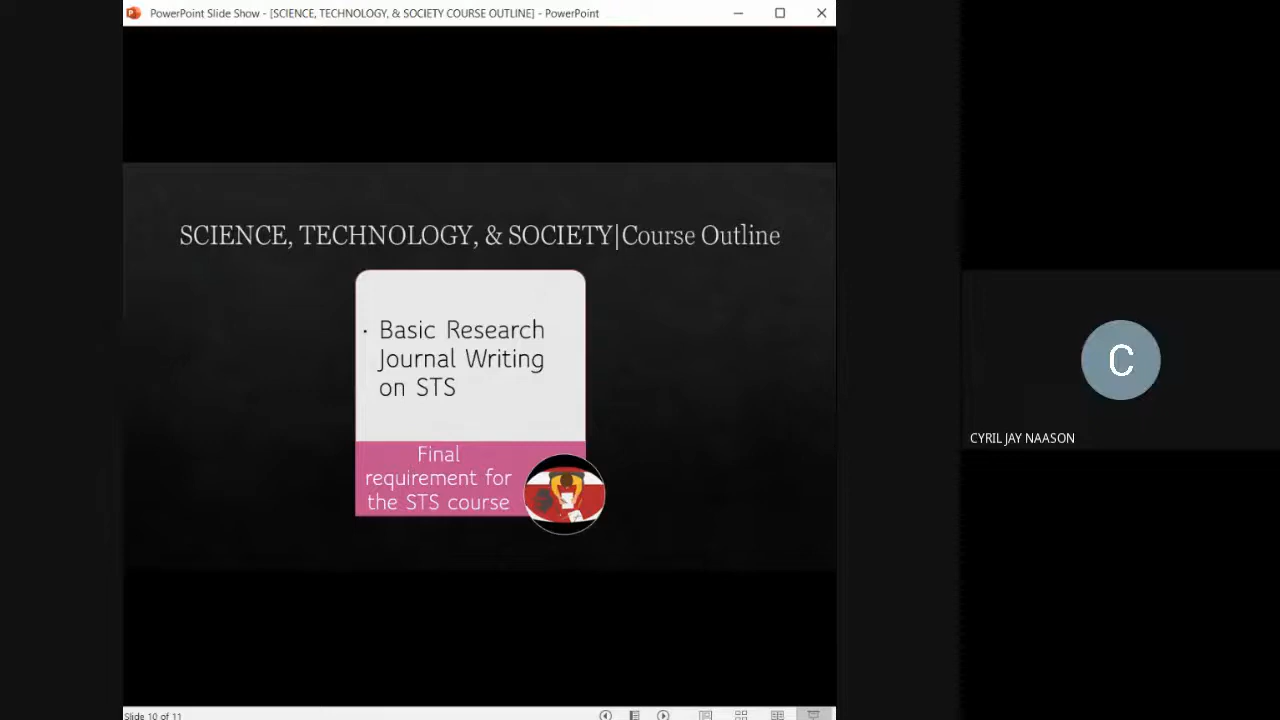 PowerPoint Slide Show - [SCIENCE, TECHNOLOGY, & SOCIETY COURSE OUTLINE] - PowerPoint
SCIENCE, TECHNOLOGY, & SOCIETY|Course Outline
· Basic Research
Journal Writing
on STS
Final
requirement for
the STS course
C
CYRIL JAY NAASON
Slide 10 of 11